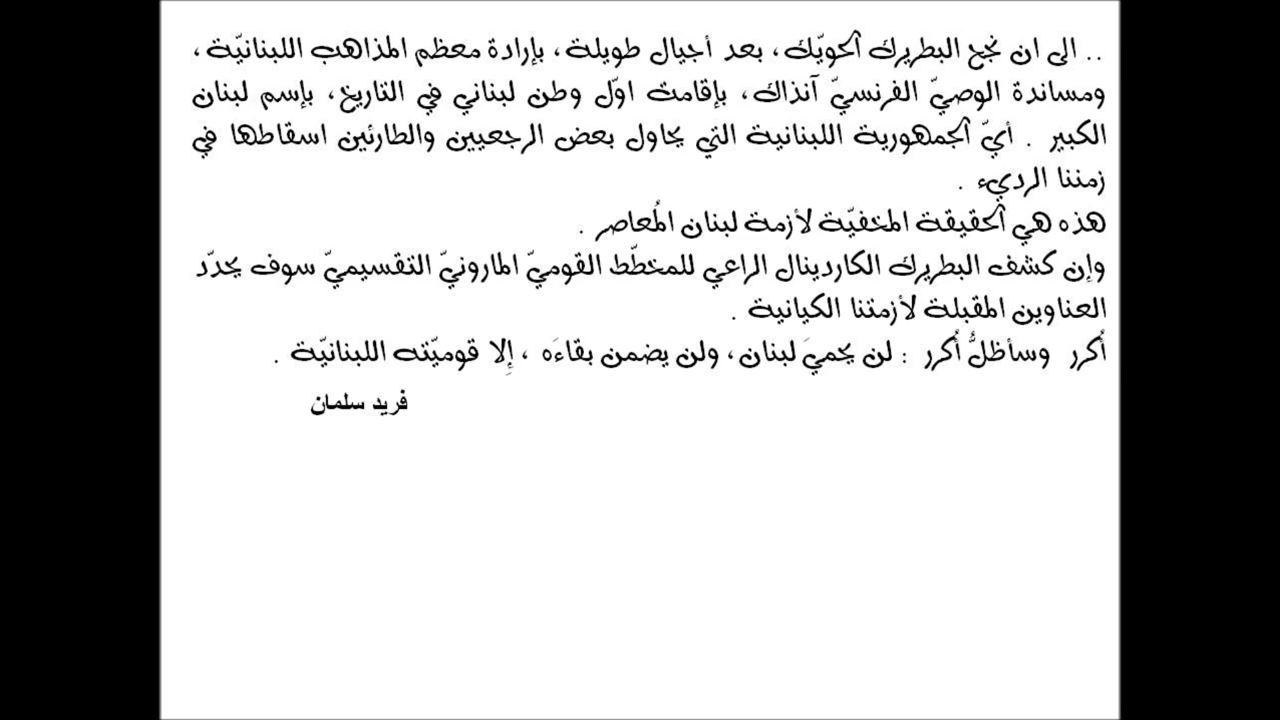 .. الى ان نجح البطريرك الحويّك، بعد أجيال طويلة، بإرادة معظم المذاهب اللبنانيّة،
ومساندة الوصيّ الفرنسيّ آنذاك، بإقامة اوّل وطن لبناني في التاريخ، بإسم لبنان
الكبير . أيّ الجمهورية اللبنانية التي يحاول بعض الرجعيين والطارئين اسقاطها في
زمننا الرديء .
هذه هي الحقيقة المخفيّة لأزمة لبنان المُعاصر .
وإن كشف البطريرك الكاردينال الراعي للمخطّط القوميّ المارونيّ التقسيميّ سوف يحدّد
العناوين المقبلة لأزمتنا الكيانية .
أُكرر وسأظلُّ أُكرر : لن يحميَ لبنان، ولن يضمن بقاءَه ، إِلا قوميّته اللبنانيّة .
فريد سلمان